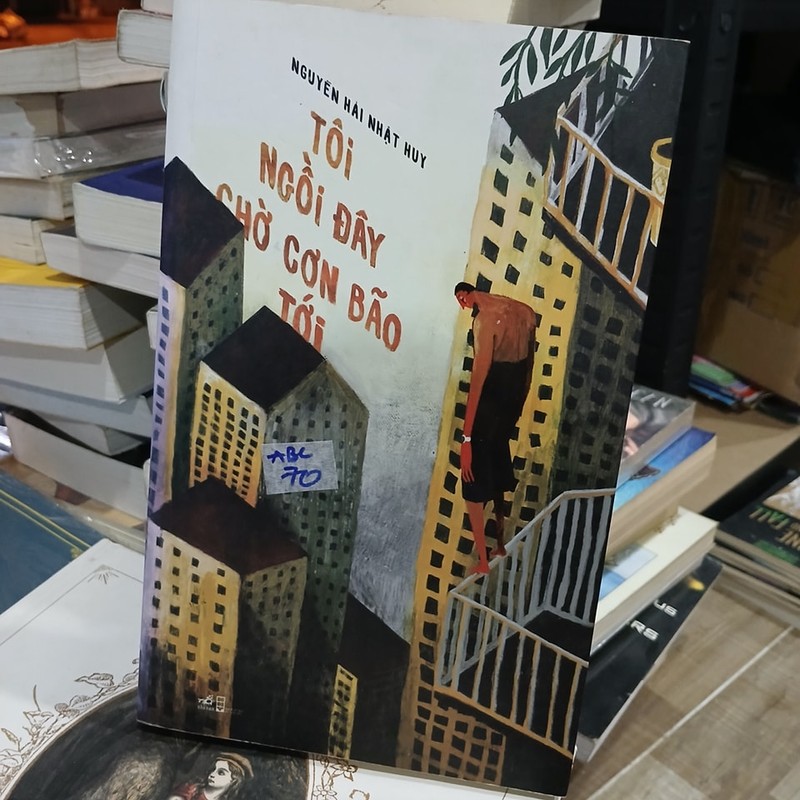 NGUYỄN HẢI NHẬT HUY
TÔI
NGỒI ĐÂY
CHỜ CƠN BÃO
TỚI
ABC
70